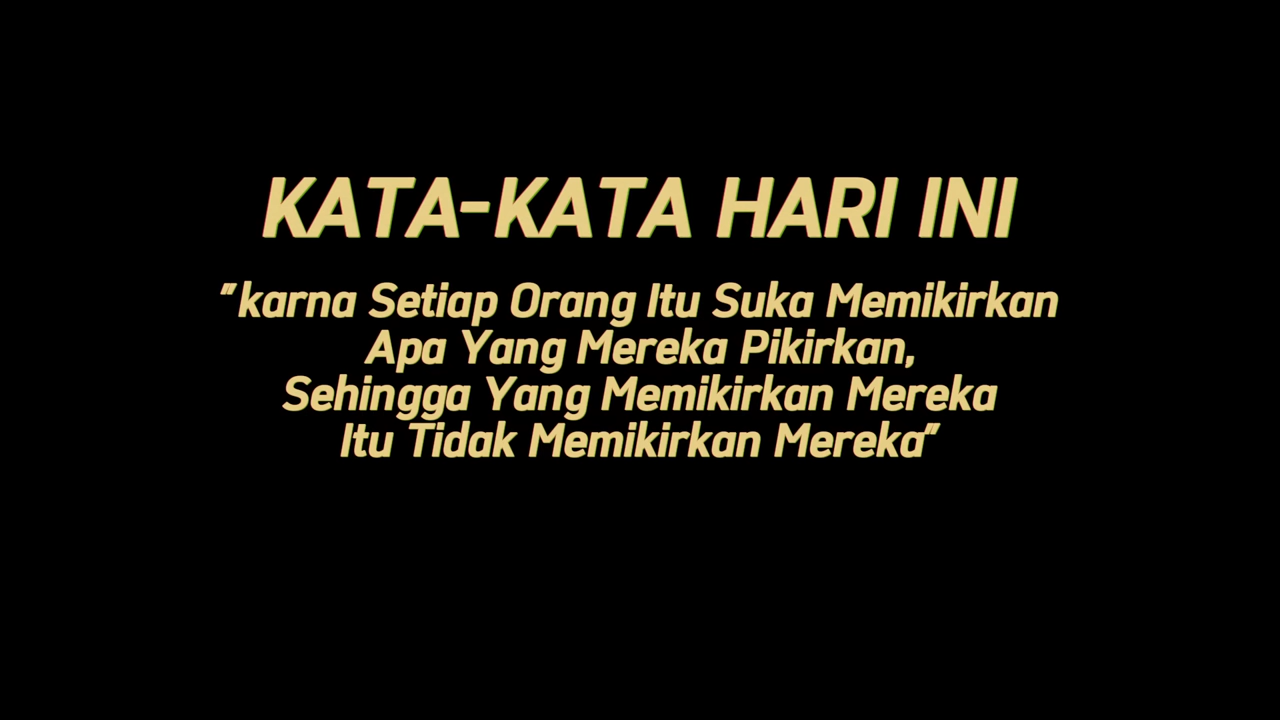 KATA-KATA HARI INI
"karna Setiap Orang Itu Suka Memikirkan
Apa Yang Mereka Pikirkan,
Sehingga Yang Memikirkan Mereka
Itu Tidak Memikirkan Mereka"